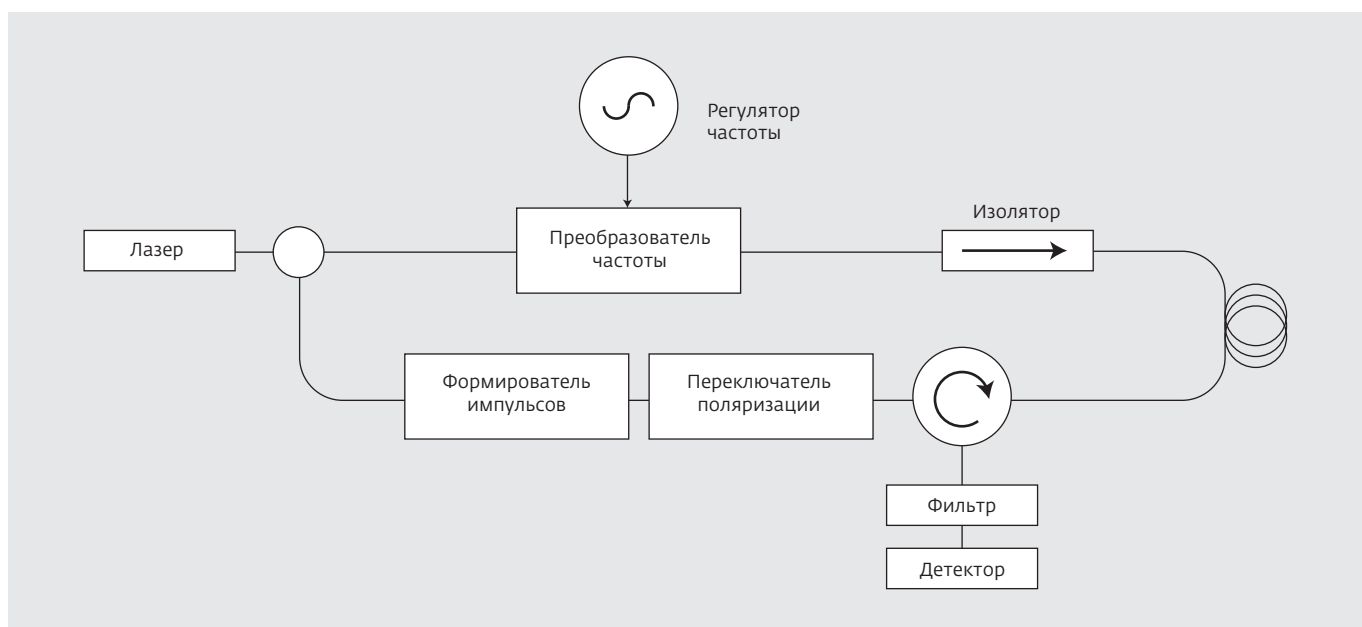 Регулятор
частоты
Изолятор
Лазер
Преобразователь
частоты
Формирователь
импульсов
Переключатель
поляризации
Фильтр
Детектор